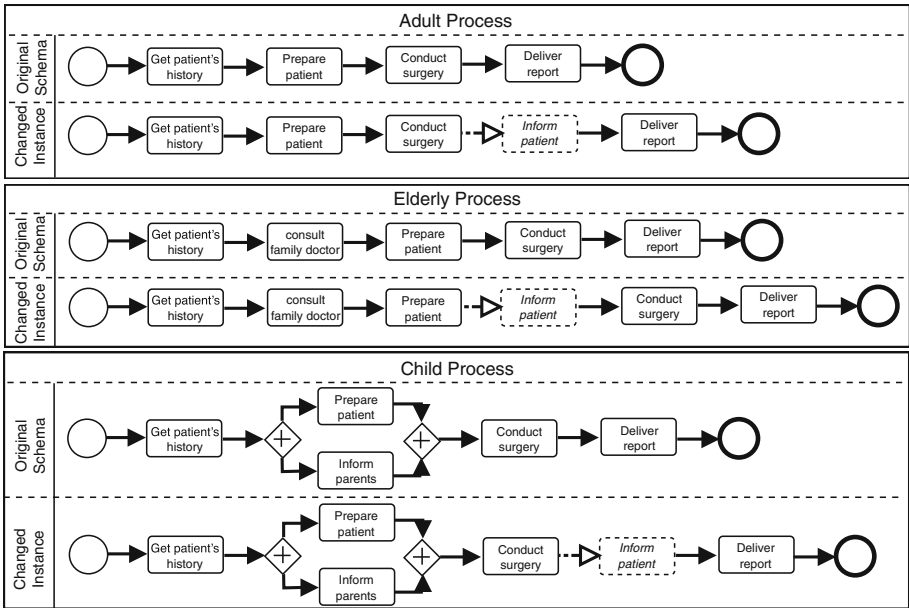 Adult Process
Original
Schema
Get patient's
history
Prepare
patient
Conduct
surgery
Deliver
report
Changed
Instance
Get patient's
history
Prepare
patient
Conduct
surgery
Inform
patient
Deliver
report
Elderly Process
Original
Schema
Get patient's
history
consult
family doctor
Prepare
patient
Conduct
surgery
Deliver
report
Changed
Instance
Get patient's
history
consult
family doctor
Prepare
patient
Inform
patient
Conduct
surgery
Deliver
report
Child Process
Original
Schema
Get patient's
history
Prepare
patient
Inform
parents
Conduct
surgery
Deliver
report
Changed
Instance
Get patient's
history
Prepare
patient
Inform
parents
Conduct
surgery
Inform
patient
Deliver
report